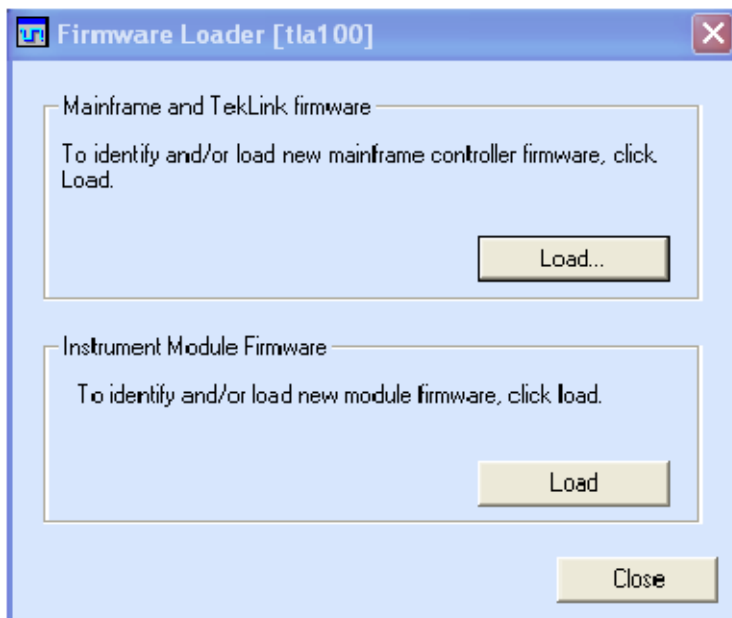 Firmware Loader [tla100]
Mainframe and TekLink firmware
To identify and/or load new mainframe controller firmware, click
Load.
Load...
Instrument Module Firmware
To identify and/or load new module firmware, click load.
Load
Close